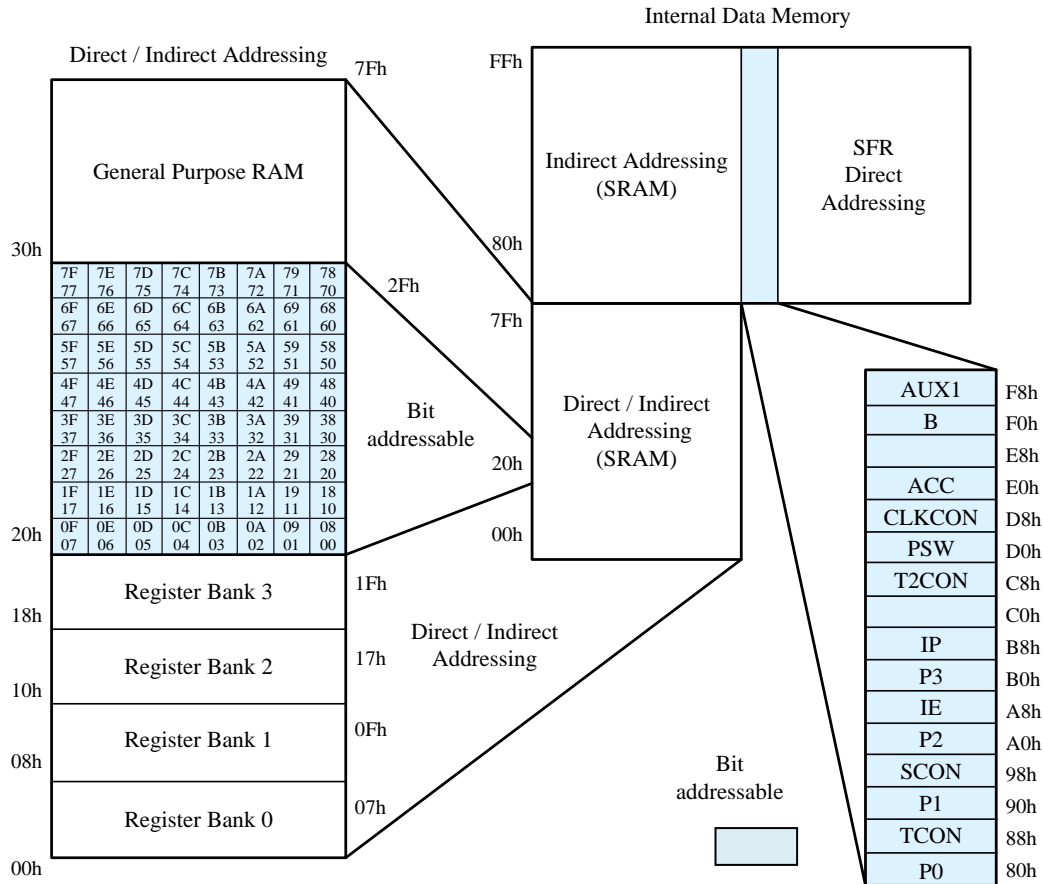 Internal Data Memory
Direct / Indirect Addressing
7Fh
General Purpose RAM
30h
7F 7E 7D 7C 7B 7A 79 78
77 76 75 74 73 72 71 70
6F 6E 6D 6C 6B 6A 69 68
67 66 65 64 63 62 61 60
5F 5E 5D 5C 5B 5A 59 58
57 56 55 54 53 52 51 50
4F 4E 4D 4C 4B 4A 49 48
47 46 45 44 43 42 41 40
3F 3E 3D 3C 3B 3A 39 38
37 36 35 34 33 32 31 30
2F 2E 2D 2C 2B 2A 29 28
27 26 25 24 23 22 21 20
1F 1E 1D 1C 1B 1A 19 18
17 16 15 14 13 12 11 10
0F 0E 0D 0C 0B 0A 09 08
07 06 05 04 03 02 01 00
2Fh
Bit
addressable
20h
Register Bank 3
1Fh
18h
Register Bank 2
17h
10h
Register Bank 1
0Fh
08h
Register Bank 0
07h
00h
Direct / Indirect
Addressing
FFh
Indirect Addressing
(SRAM)
80h
SFR
Direct
Addressing
7Fh
Direct / Indirect
Addressing
(SRAM)
20h
00h
AUX1 F8h
B F0h
E8h
ACC E0h
CLKCON D8h
PSW D0h
T2CON C8h
C0h
IP B8h
P3 B0h
IE A8h
P2 A0h
SCON 98h
P1 90h
TCON 88h
P0 80h
Bit
addressable